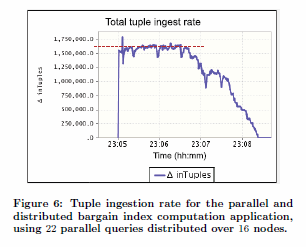 Total tuple ingest rate
1,750,000.0
1,500,000.0
1,250,000.0
1,000,000.0
750,000.0
500,000.0
250,000.0
.0
Δ inTuples
23:05 23:06 23:07 23:08
Time (hh:mm)
Δ inTuples
Figure 6: Tuple ingestion rate for the parallel and
distributed bargain index computation application,
using 22 parallel queries distributed over 16 nodes.